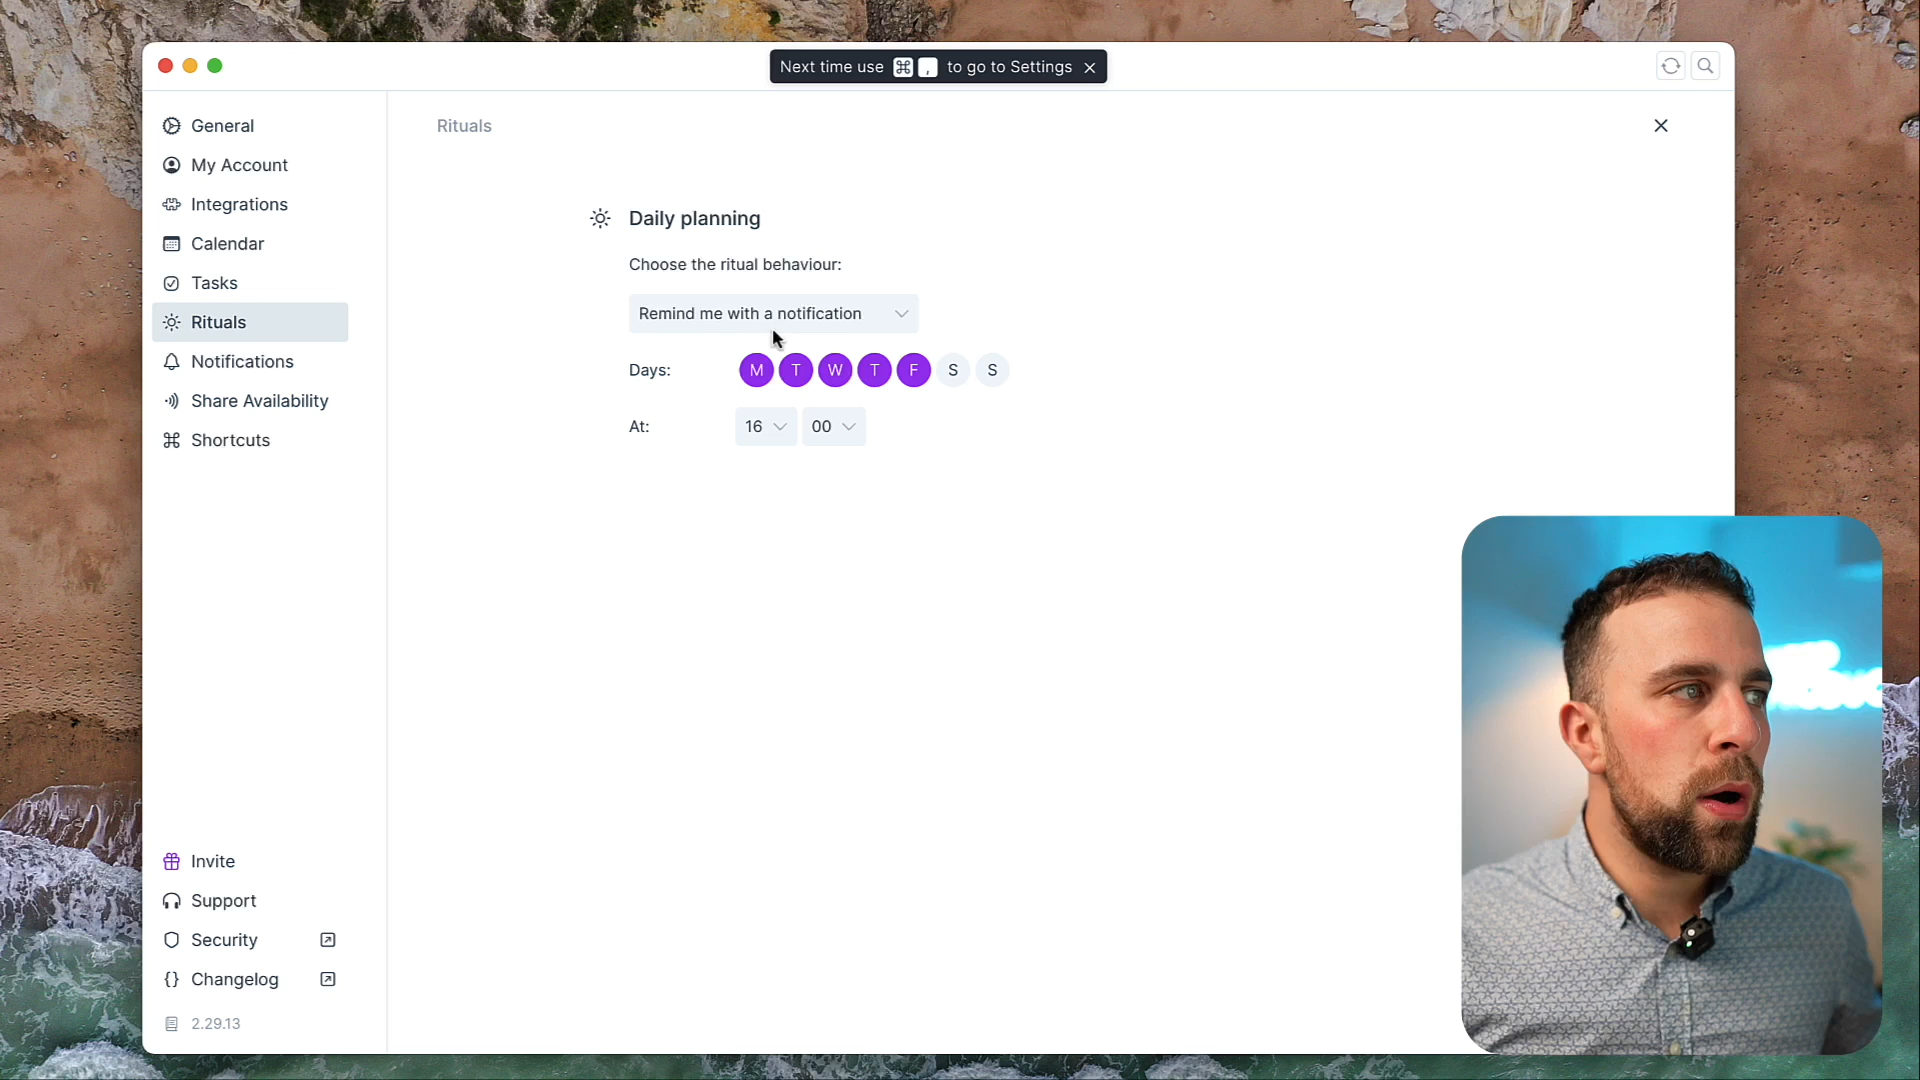 Next time use ⌘ , to go to Settings
General
My Account
Integrations
Calendar
Tasks
Rituals
Notifications
Share Availability
Shortcuts
Invite
Support
Security
Changelog
2.29.13
Rituals
Daily planning
Choose the ritual behaviour:
Remind me with a notification
Days: M T W T F S S
At: 16 00